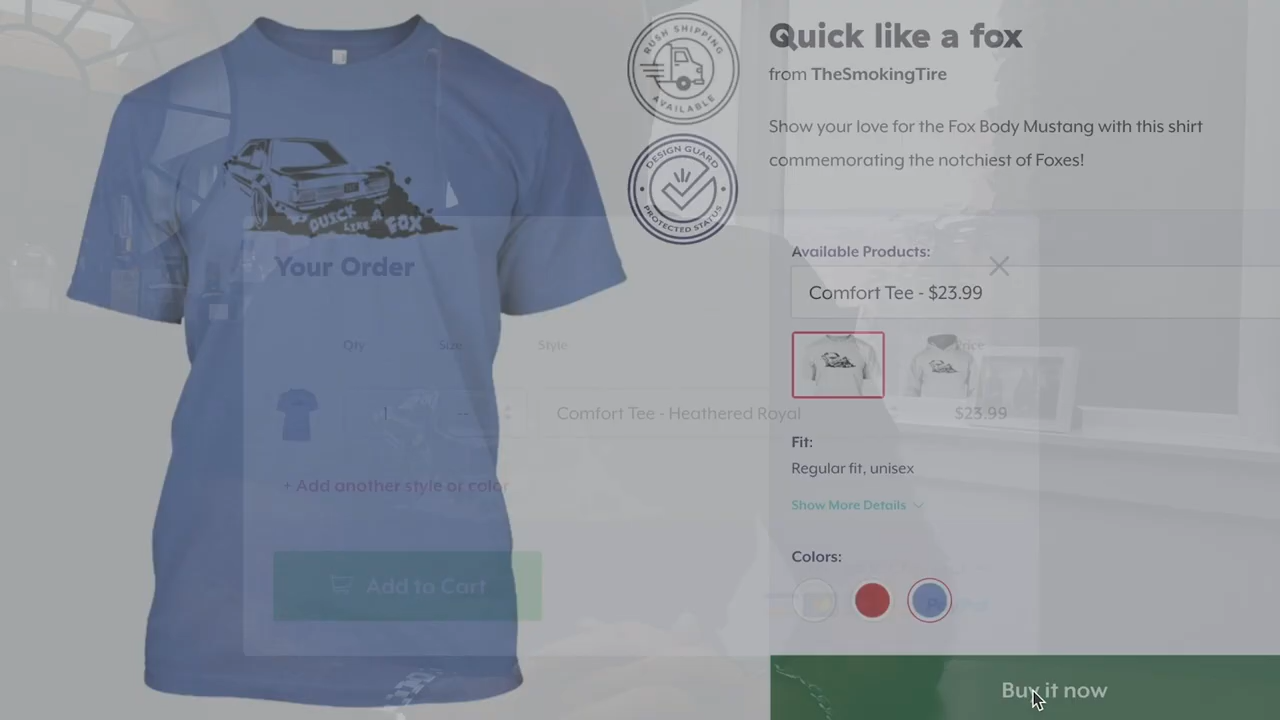 RUSH SHIPPING
AVAILABLE
DESIGN GUARD
PROTECTED STATUS
Quick like a fox
from TheSmokingTire
Show your love for the Fox Body Mustang with this shirt
commemorating the notchiest of Foxes!
QUICK LIKE A FOX
Available Products:
Comfort Tee - $23.99
Your Order
Qty Size Style Price
1 -- Comfort Tee - Heathered Royal $23.99
Fit:
Regular fit, unisex
+ Add another style or color
Show More Details
Colors:
Add to Cart
PayPal
Buy it now